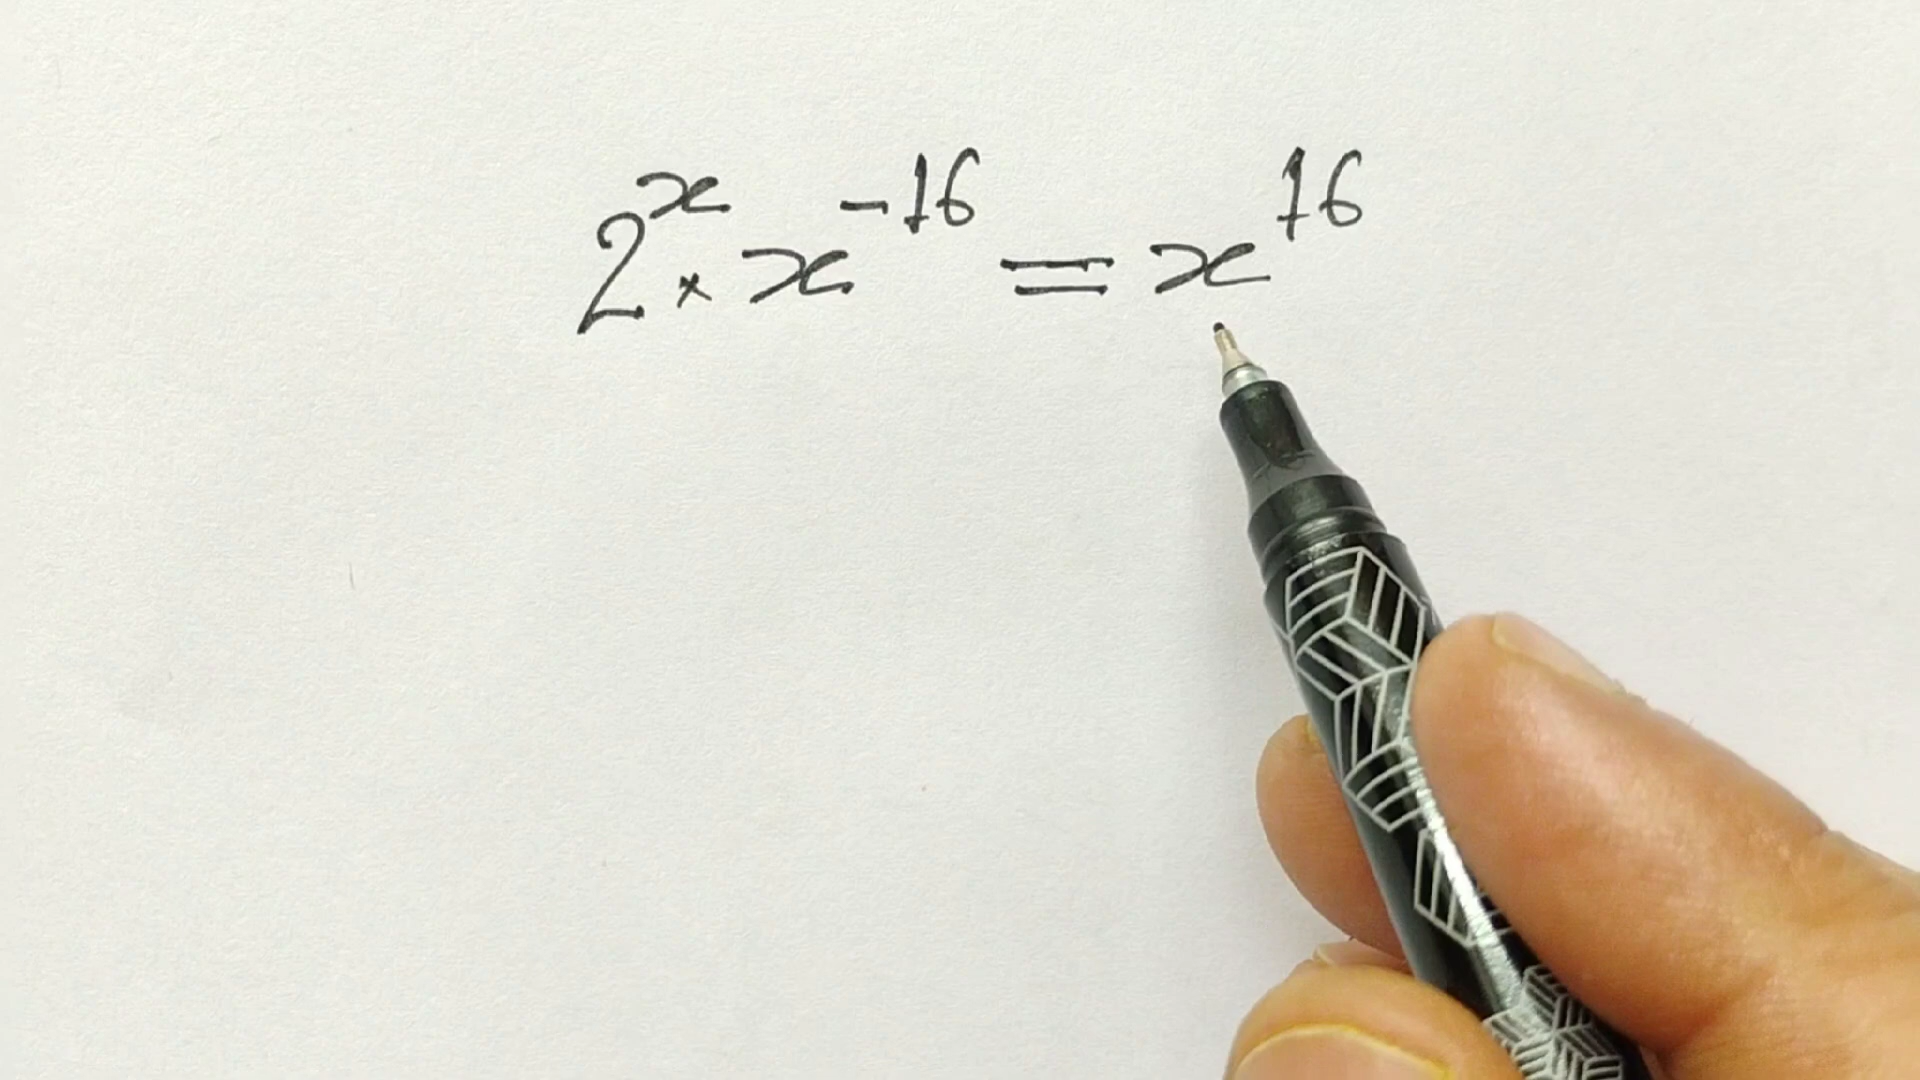 2^x × x^-16 = x^16